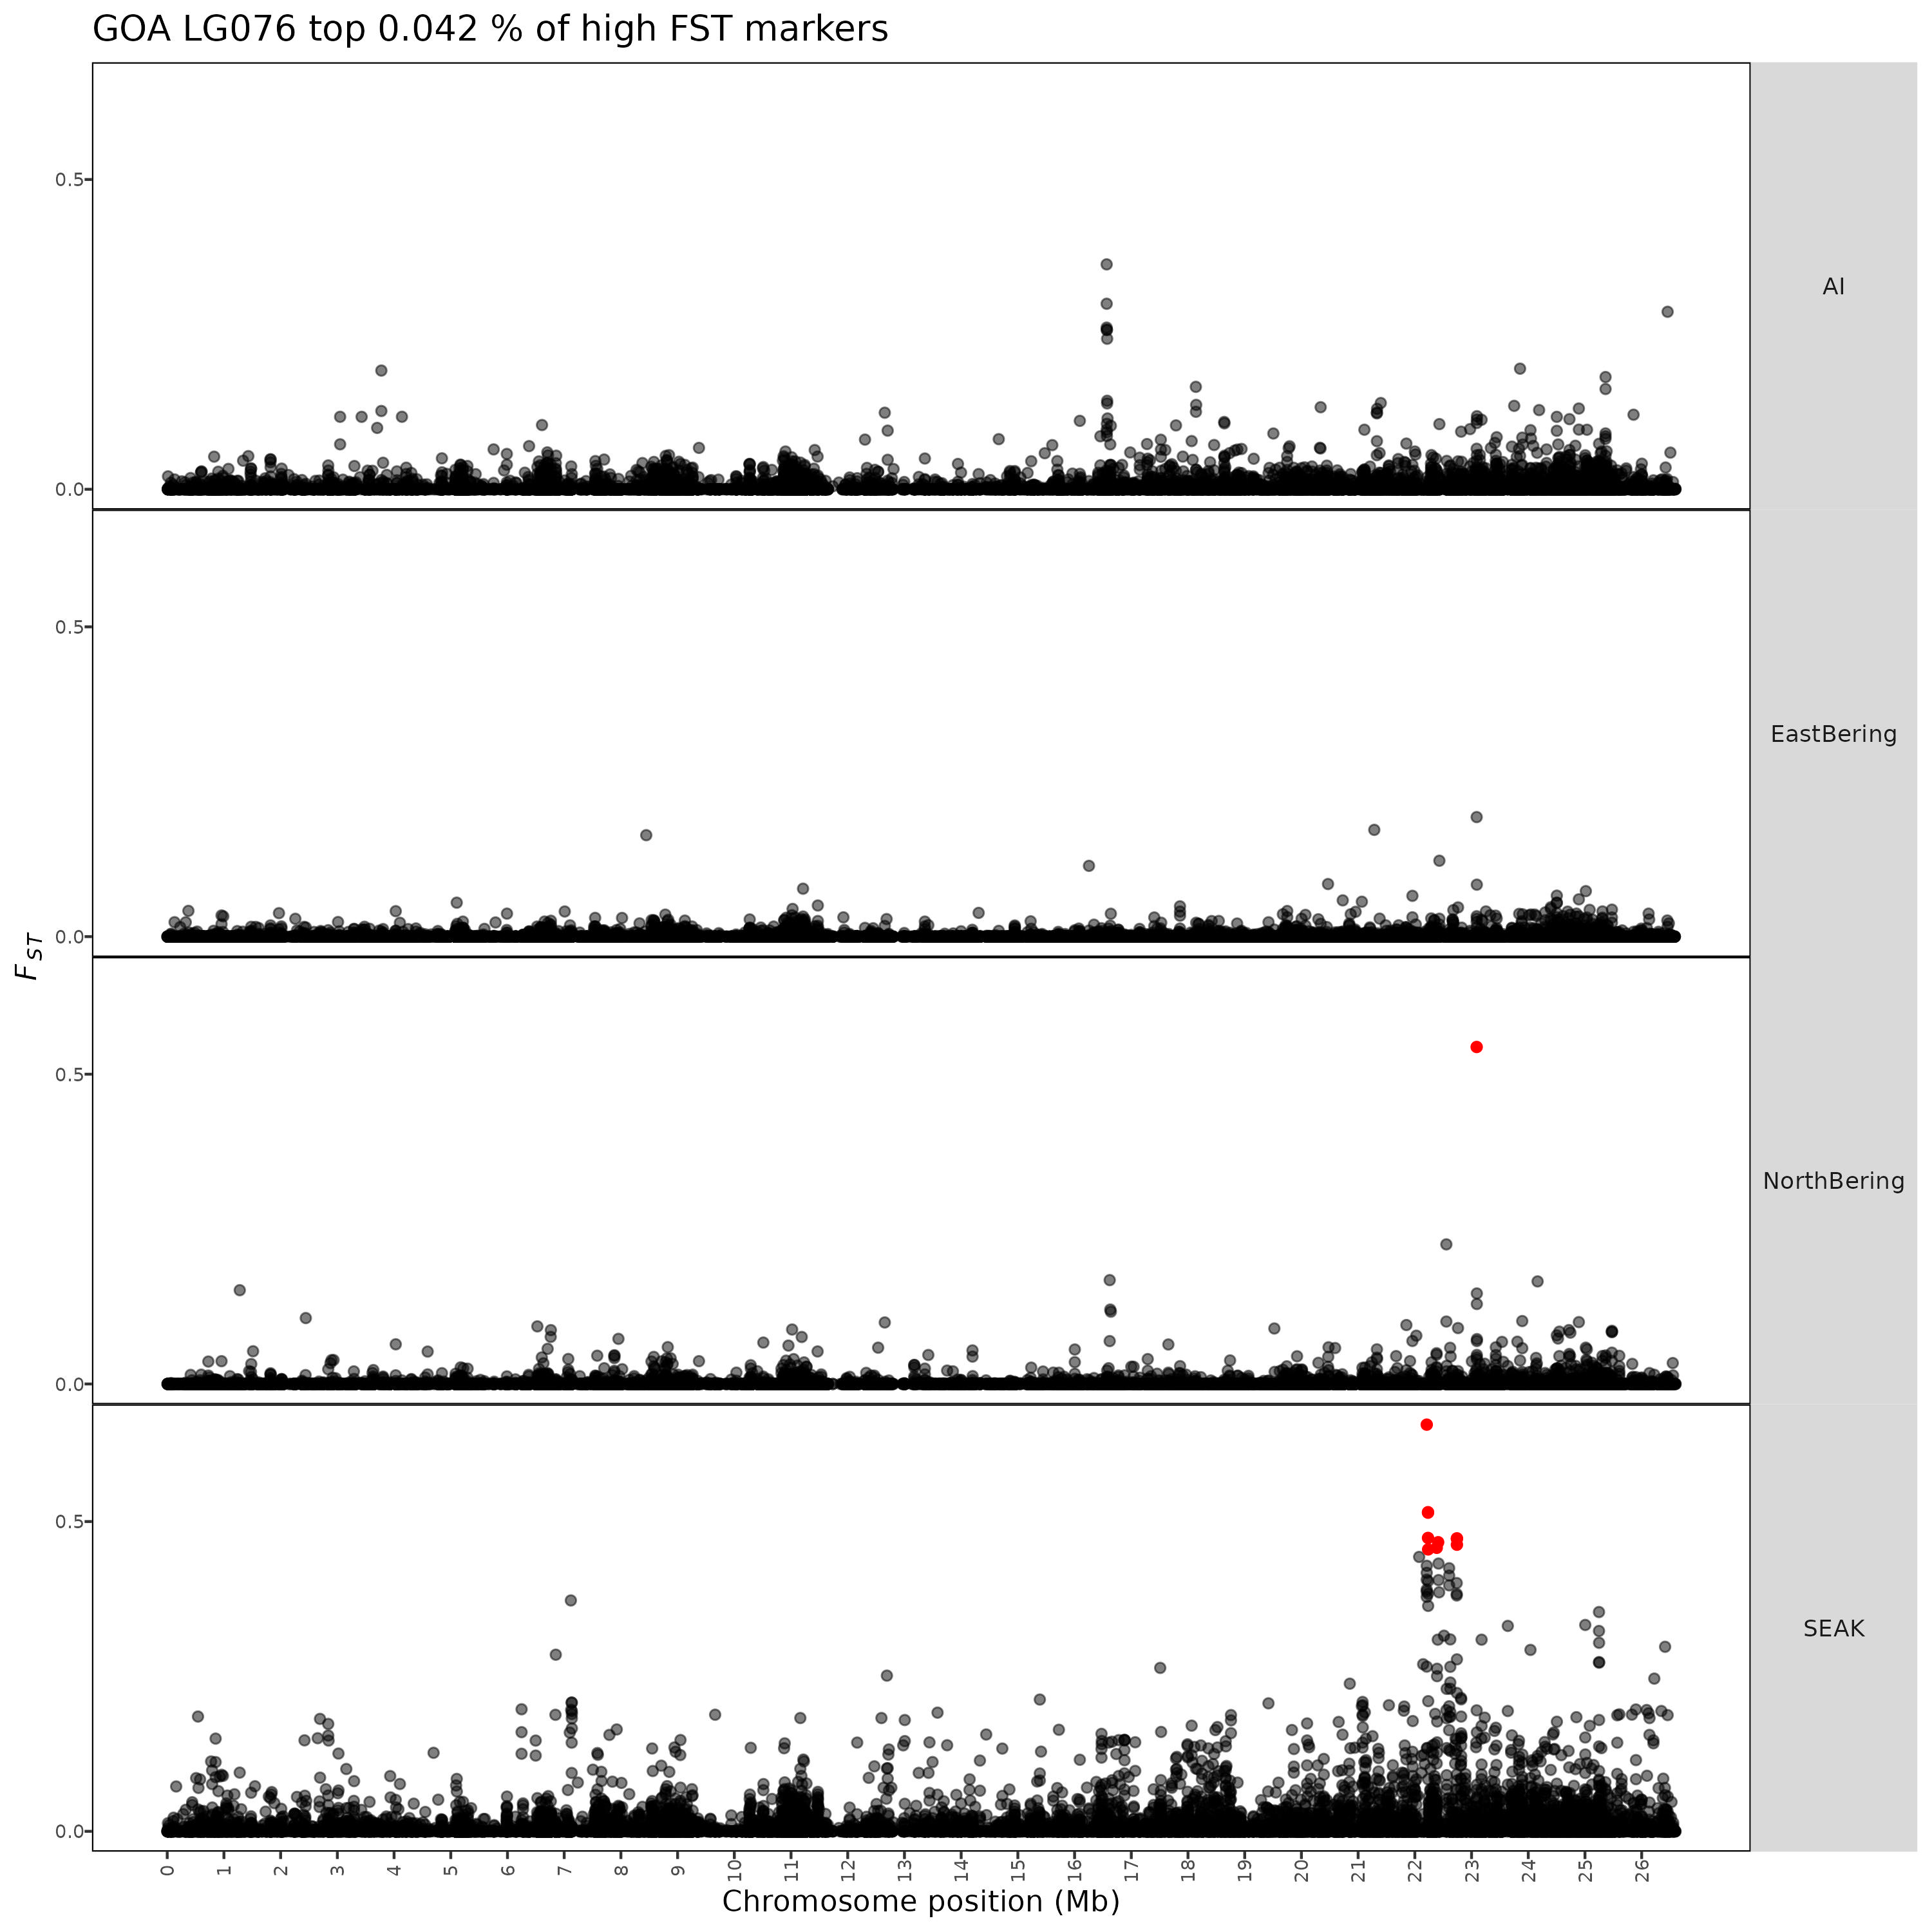 GOA LG076 top 0.042 % of high FST markers
0.5
0.0
AI
0.5
0.0
EastBering
FST
0.5
0.0
NorthBering
0.5
0.0
SEAK
0 1 2 3 4 5 6 7 8 9 10 11 12 13 14 15 16 17 18 19 20 21 22 23 24 25 26
Chromosome position (Mb)